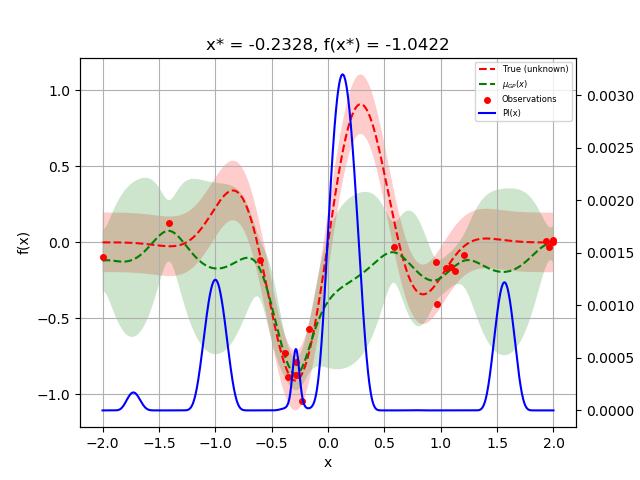 x* = -0.2328, f(x*) = -1.0422
True (unknown)
μGP(x)
Observations
PI(x)
f(x)
1.0
0.5
0.0
−0.5
−1.0
0.0030
0.0025
0.0020
0.0015
0.0010
0.0005
0.0000
−2.0 −1.5 −1.0 −0.5 0.0 0.5 1.0 1.5 2.0
x